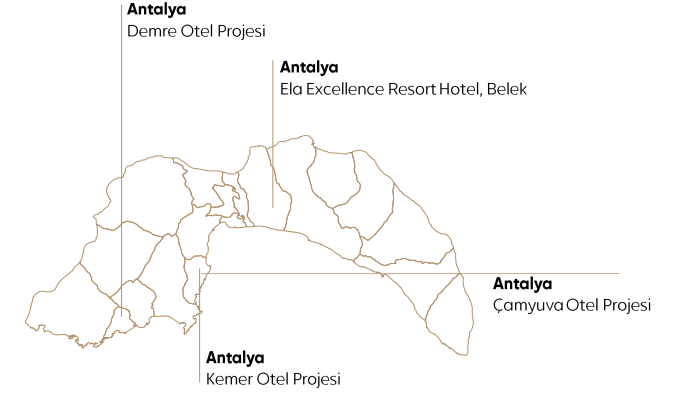 Antalya
Demre Otel Projesi
Antalya
Ela Excellence Resort Hotel, Belek
Antalya
Çamyuva Otel Projesi
Antalya
Kemer Otel Projesi